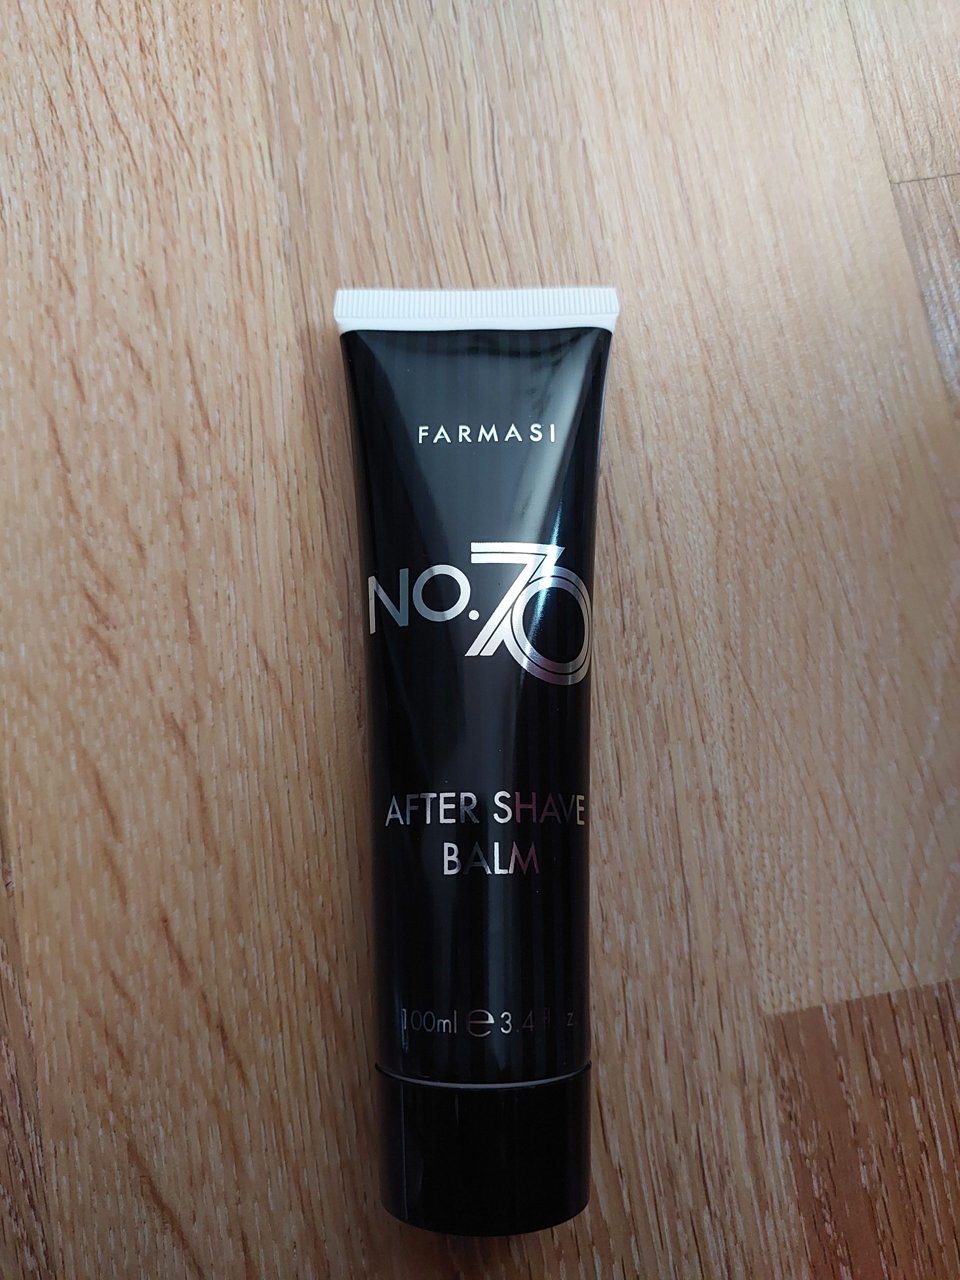 FARMASI
NO.70
AFTER SHAVE
BALM
100ml ℮ 3.4